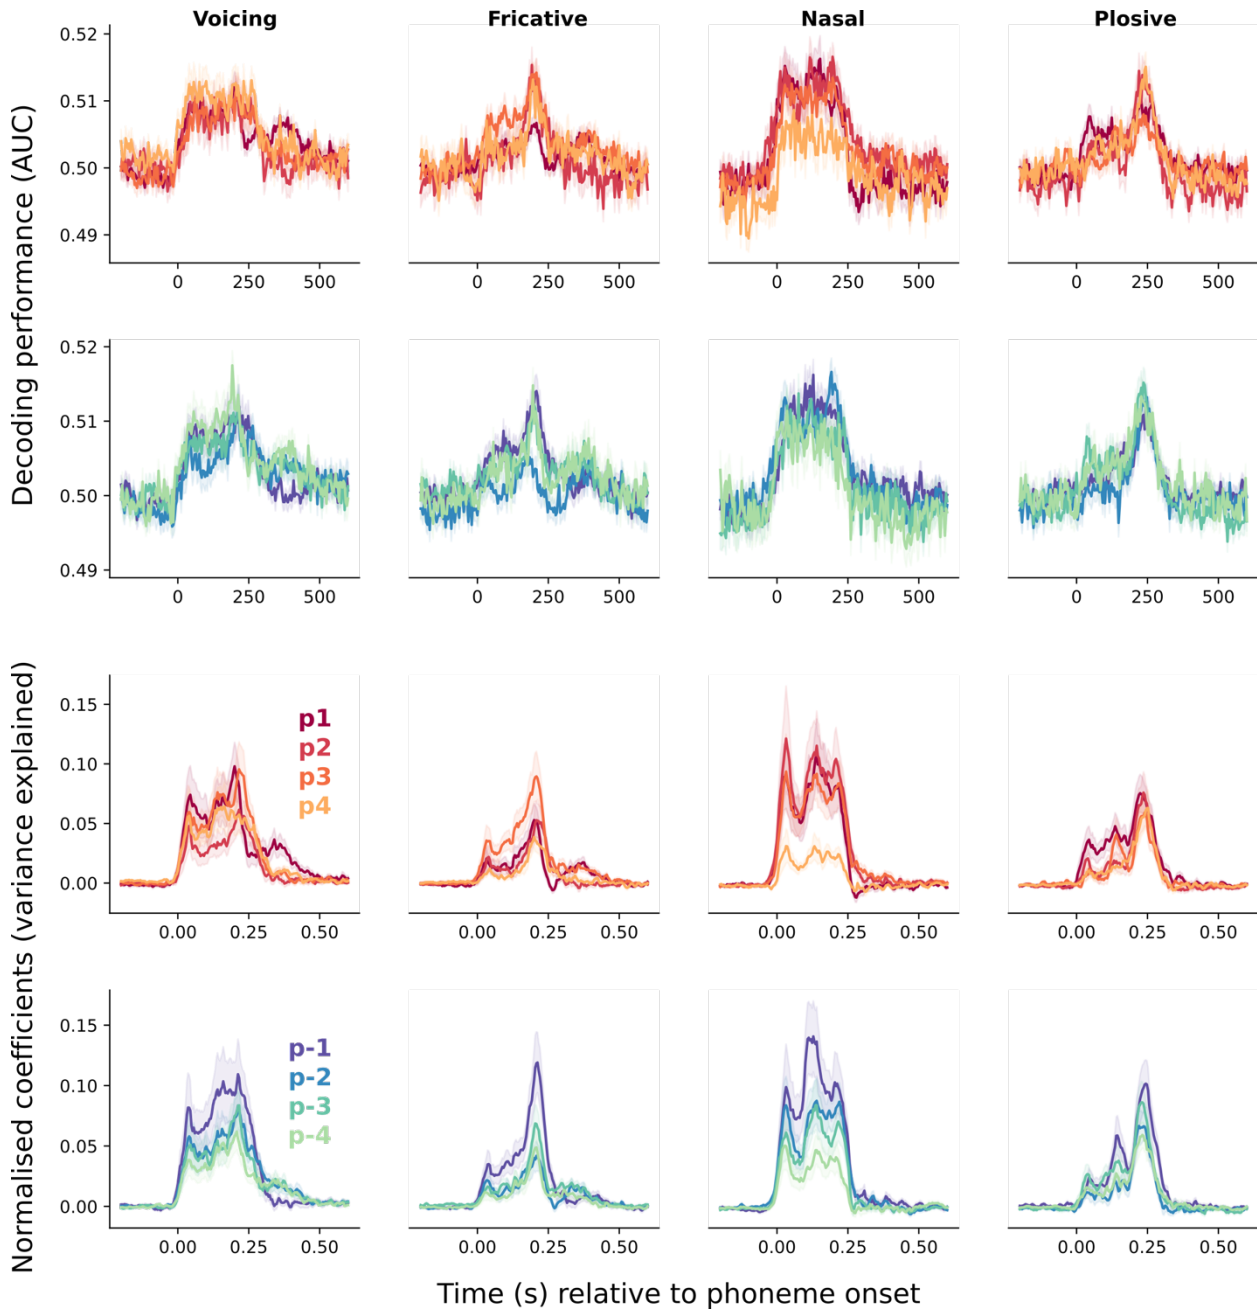 Voicing Fricative Nasal Plosive
Decoding performance (AUC)
0.52
0.51
0.50
0.49
0 250 500 0 250 500 0 250 500 0 250 500
0.52
0.51
0.50
0.49
0 250 500 0 250 500 0 250 500 0 250 500
Normalised coefficients (variance explained)
0.15
0.10
0.05
0.00
p1
p2
p3
p4
0.00 0.25 0.50 0.00 0.25 0.50 0.00 0.25 0.50 0.00 0.25 0.50
0.15
0.10
0.05
0.00
p-1
p-2
p-3
p-4
0.00 0.25 0.50 0.00 0.25 0.50 0.00 0.25 0.50 0.00 0.25 0.50
Time (s) relative to phoneme onset